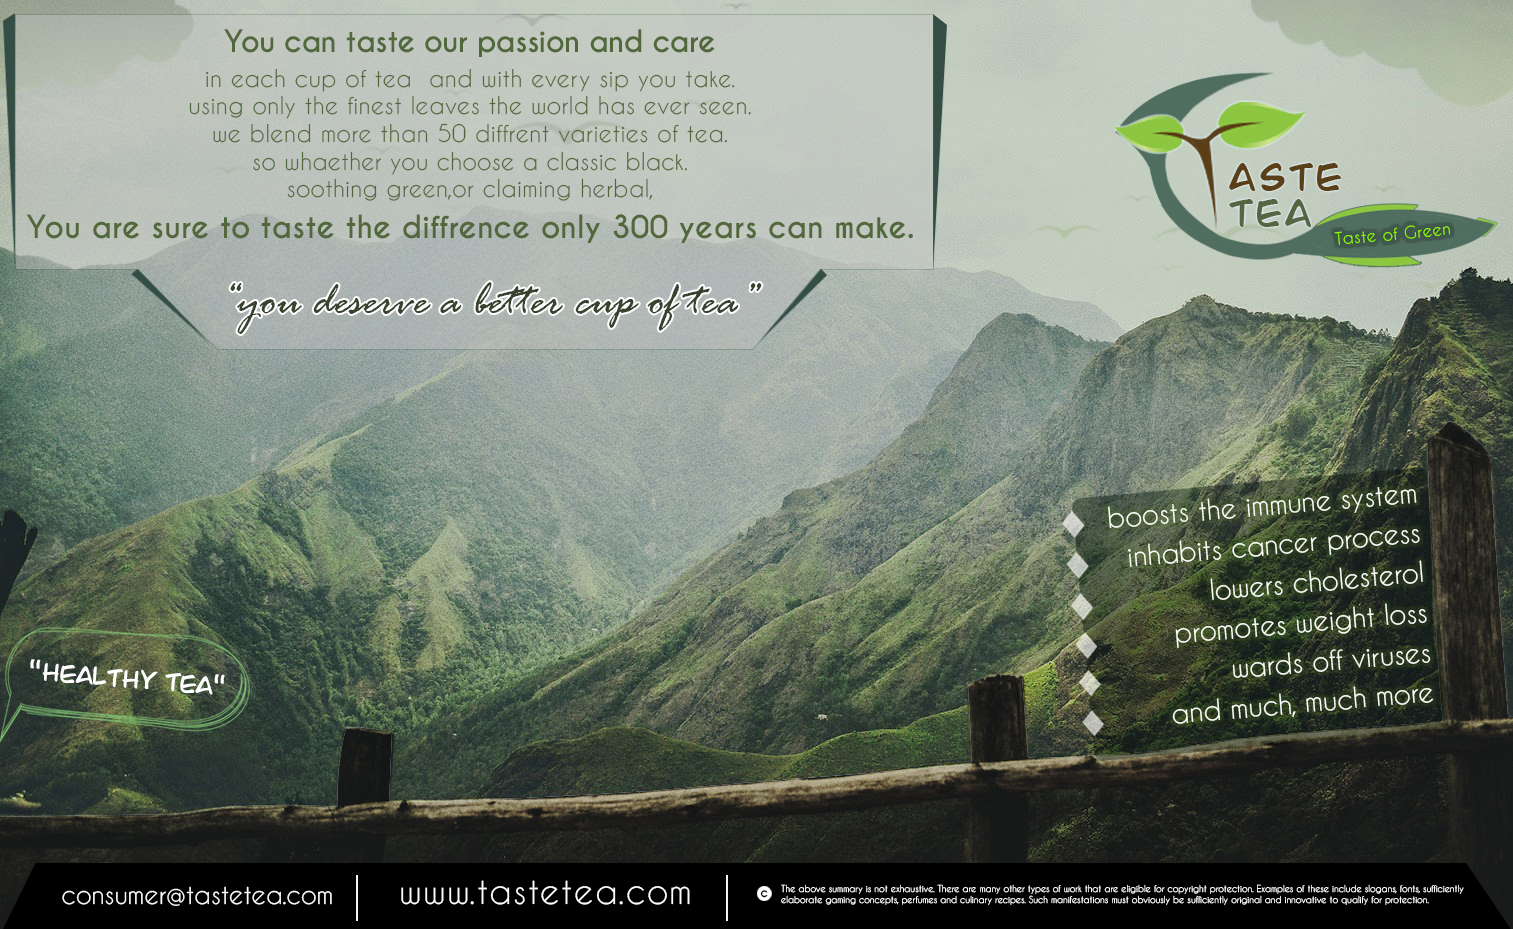 You can taste our passion and care
in each cup of tea and with every sip you take.
using only the finest leaves the world has ever seen.
we blend more than 50 diffrent varieties of tea.
so whaether you choose a classic black.
soothing green,or claiming herbal,
You are sure to taste the diffrence only 300 years can make.
“you deserve a better cup of tea”
TASTE
TEA
Taste of Green
boosts the immune system
inhabits cancer process
lowers cholesterol
promotes weight loss
wards off viruses
and much, much more
"HEALTHY TEA"
consumer@tastetea.com
www.tastetea.com
C
The above summary is not exhaustive. There are many other types of work that are eligible for copyright protection. Examples of these include slogans, fonts, sufficiently
elaborate gaming concepts, perfumes and culinary recipes. Such manifestations must obviously be sufficiently original and innovative to qualify for protection.